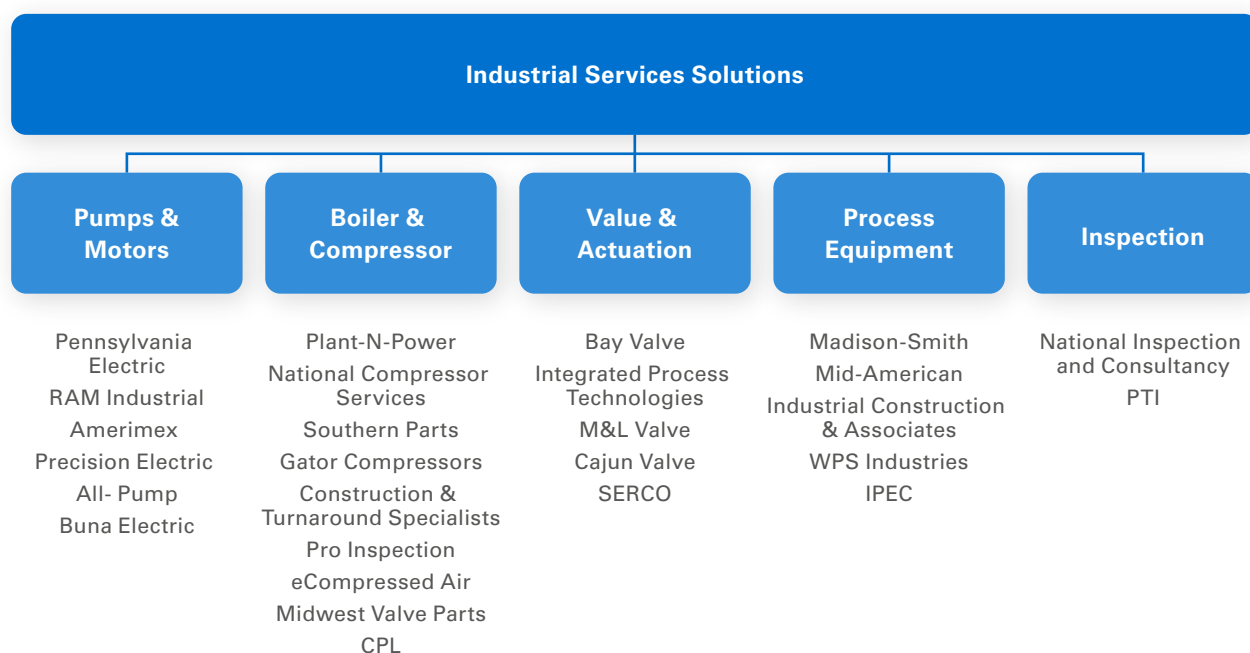 Industrial Services Solutions
Pumps &
Motors
Boiler &
Compressor
Value &
Actuation
Process
Equipment
Inspection
Pennsylvania
Electric
RAM Industrial
Amerimex
Precision Electric
All- Pump
Buna Electric
Plant-N-Power
National Compressor
Services
Southern Parts
Gator Compressors
Construction &
Turnaround Specialists
Pro Inspection
eCompressed Air
Midwest Valve Parts
CPL
Bay Valve
Integrated Process
Technologies
M&L Valve
Cajun Valve
SERCO
Madison-Smith
Mid-American
Industrial Construction
& Associates
WPS Industries
IPEC
National Inspection
and Consultancy
PTI